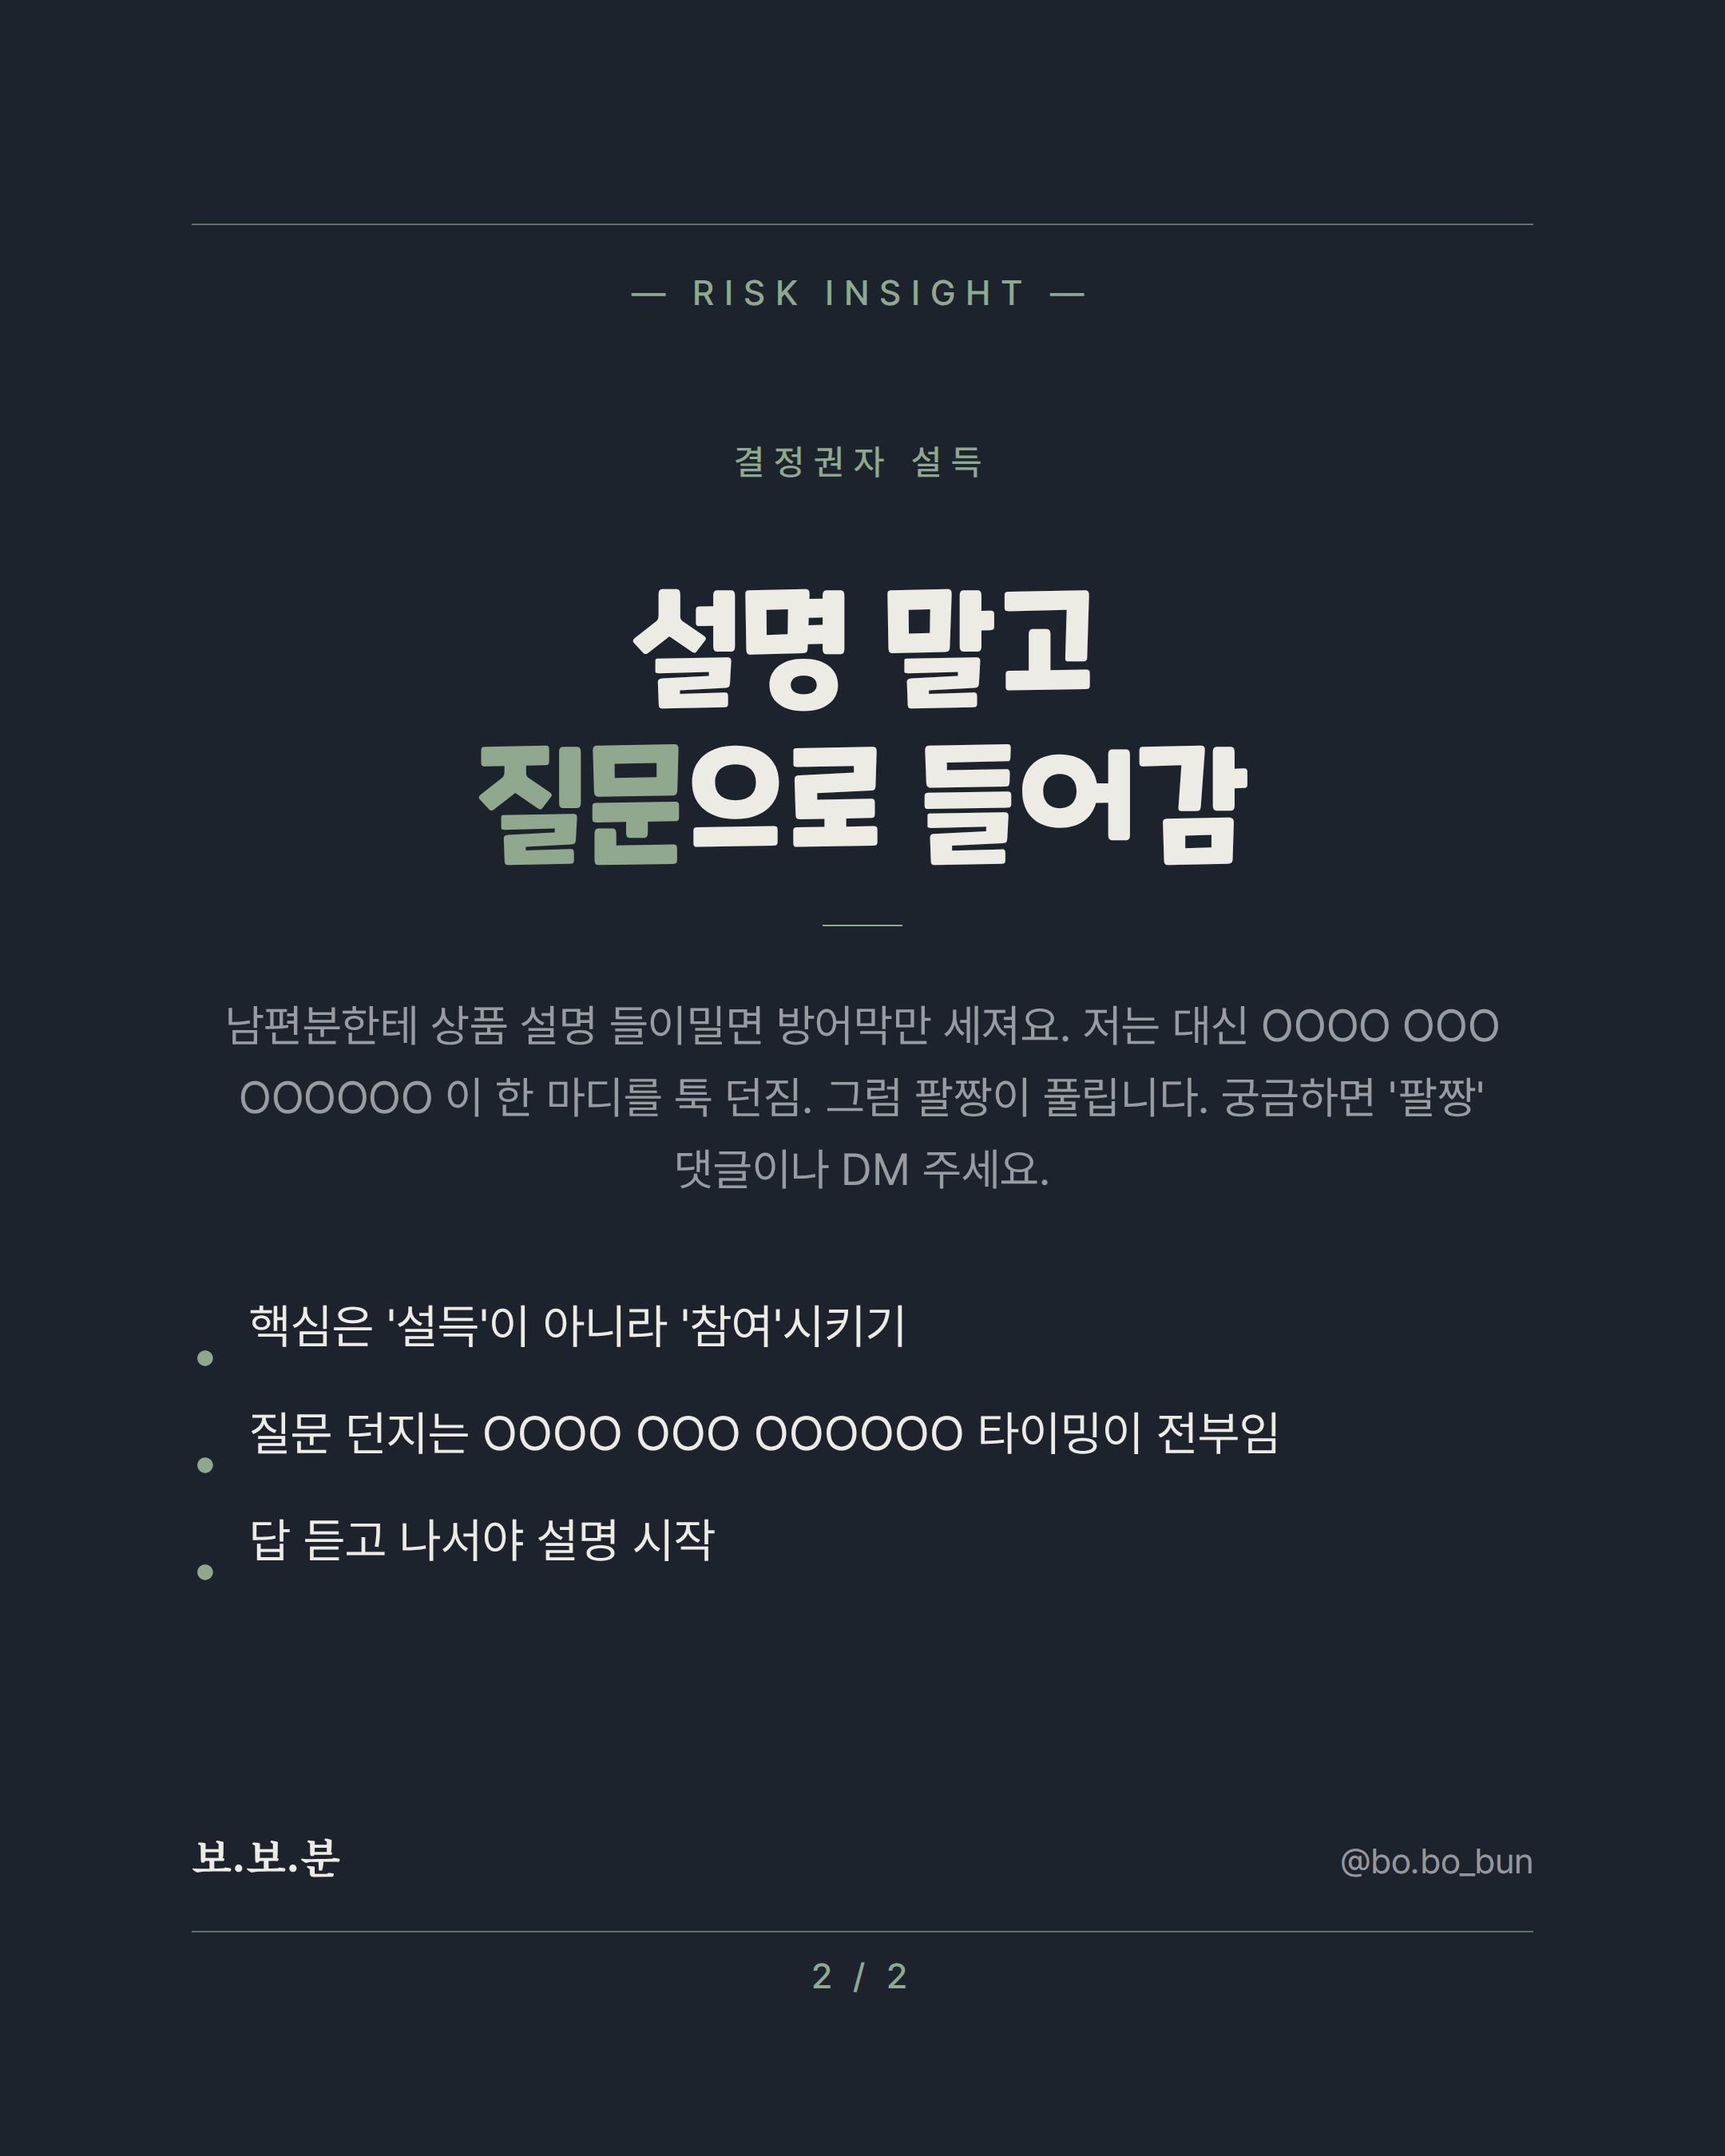 — RISK INSIGHT —
결정권자 설득
설명 말고
질문으로 들어감
남편분한테 상품 설명 들이밀면 방어막만 세져요. 저는 대신 OOOO OOO
OOOOOO 이 한 마디를 툭 던짐. 그럼 팔짱이 풀립니다. 궁금하면 '팔짱'
댓글이나 DM 주세요.
● 핵심은 '설득'이 아니라 '참여'시키기
● 질문 던지는 OOOO OOO OOOOOO 타이밍이 전부임
● 답 듣고 나서야 설명 시작
보.보.분
@bo.bo_bun
2 / 2